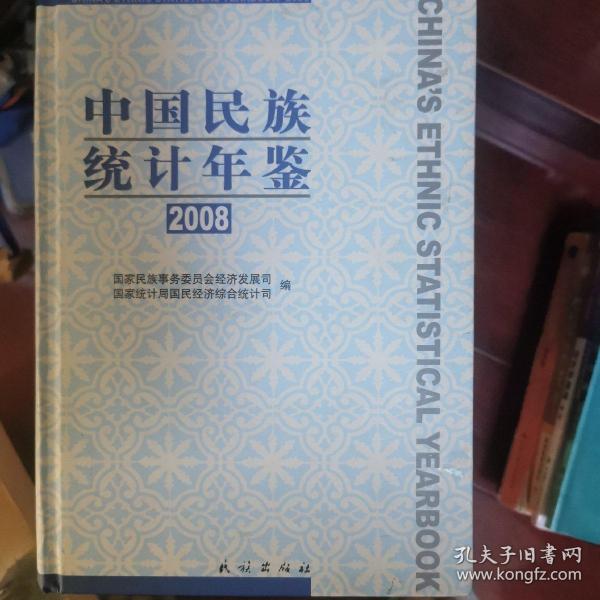 CHINA'S ETHNIC STATISTICAL YEARBOOK
中国民族
统计年鉴
2008
国家民族事务委员会经济发展司
国家统计局国民经济综合统计司
编
民族出版社
孔夫子旧书网
www.kongfz.com